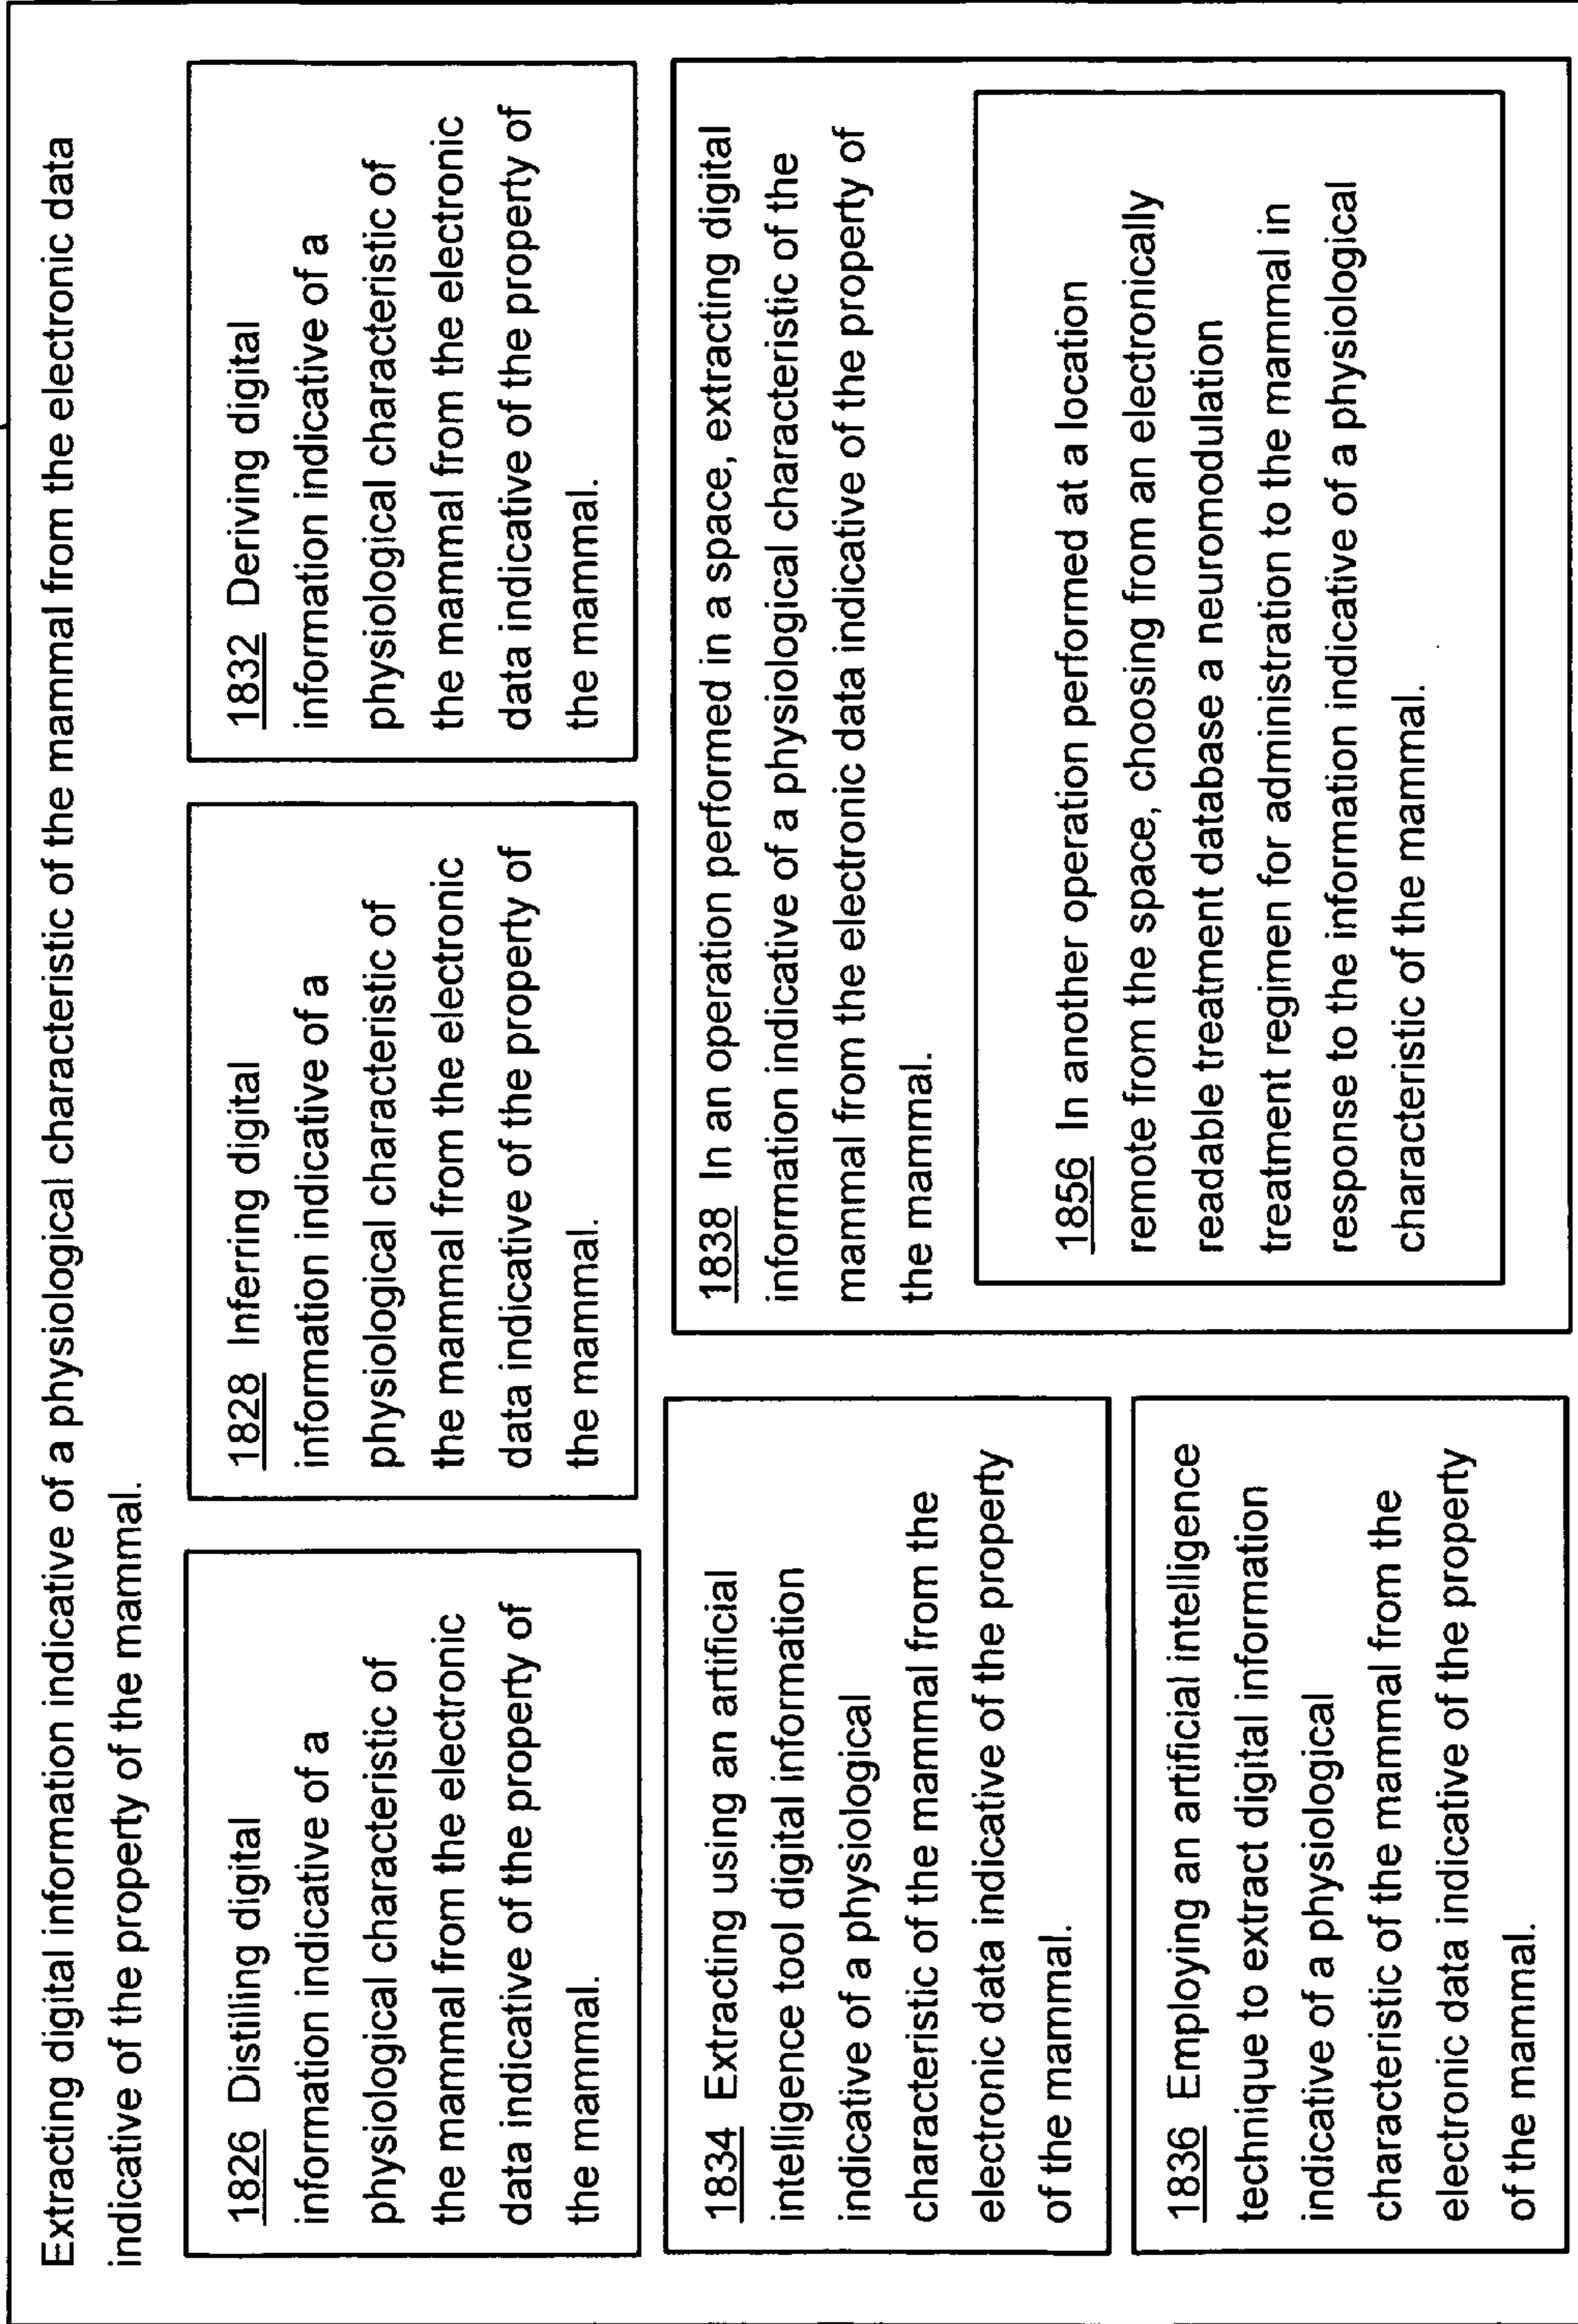 Extracting digital information indicative of a physiological characteristic of the mammal from the electronic data
indicative of the property of the mammal.
1826 Distilling digital
information indicative of a
physiological characteristic of
the mammal from the electronic
data indicative of the property of
the mammal.
1828 Inferring digital
information indicative of a
physiological characteristic of
the mammal from the electronic
data indicative of the property of
the mammal.
1832 Deriving digital
information indicative of a
physiological characteristic of
the mammal from the electronic
data indicative of the property of
the mammal.
1834 Extracting using an artificial
intelligence tool digital information
indicative of a physiological
characteristic of the mammal from the
electronic data indicative of the property
of the mammal.
1836 Employing an artificial intelligence
technique to extract digital information
indicative of a physiological
characteristic of the mammal from the
electronic data indicative of the property
of the mammal.
1838 In an operation performed in a space, extracting digital
information indicative of a physiological characteristic of the
mammal from the electronic data indicative of the property of
the mammal.
1856 In another operation performed at a location
remote from the space, choosing from an electronically
readable treatment database a neuromodulation
treatment regimen for administration to the mammal in
response to the information indicative of a physiological
characteristic of the mammal.